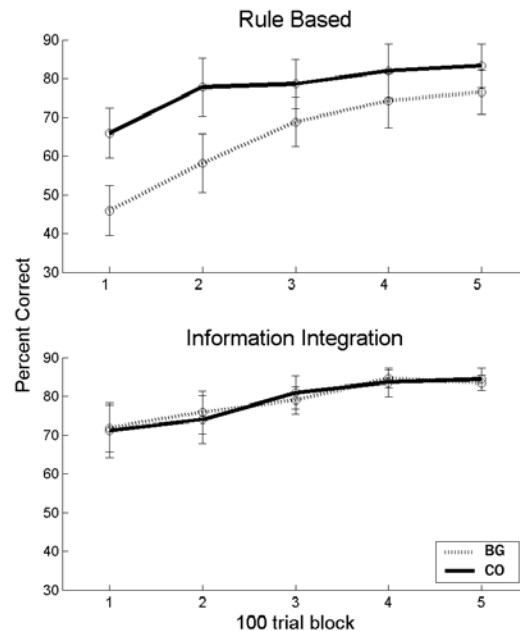 Rule Based
90
80
70
60
50
40
30
1 2 3 4 5
Percent Correct
Information Integration
90
80
70
60
50
40
30
1 2 3 4 5
100 trial block
BG
CO